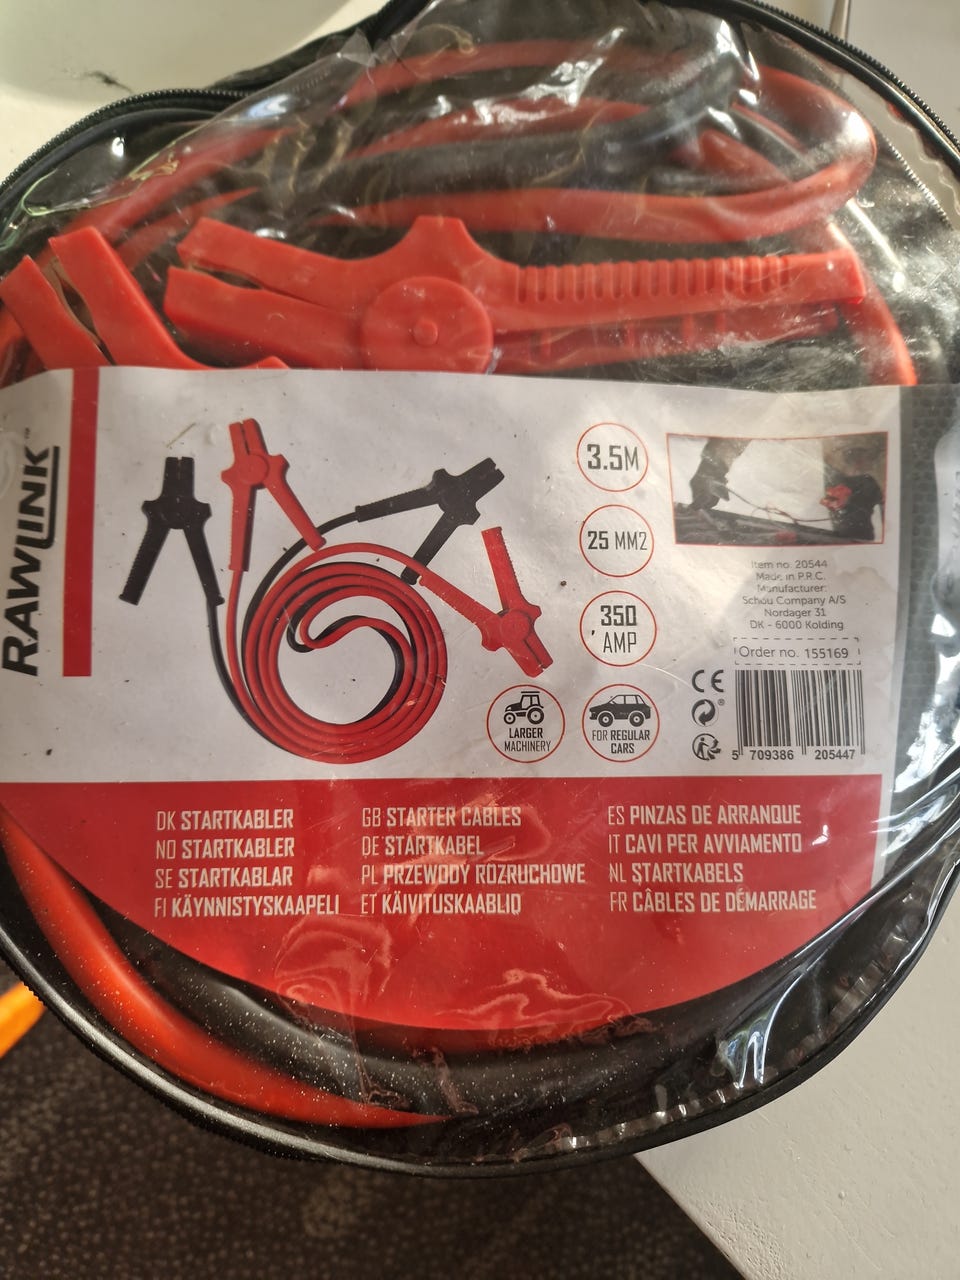 RAWLINK™
3.5M
25 MM2
350
AMP
LARGER
MACHINERY
FOR REGULAR
CARS
Item no. 20544
Made in P.R.C.
Manufacturer:
Schou Company A/S
Nordager 31
DK - 6000 Kolding
Order no. 155169
CE
5 709386 205447
DK STARTKABLER
NO STARTKABLER
SE STARTKABLAR
FI KÄYNNISTYSKAAPELI
GB STARTER CABLES
DE STARTKABEL
PL PRZEWODY ROZRUCHOWE
ET KÄIVITUSKAABLID
ES PINZAS DE ARRANQUE
IT CAVI PER AVVIAMENTO
NL STARTKABELS
FR CÂBLES DE DÉMARRAGE